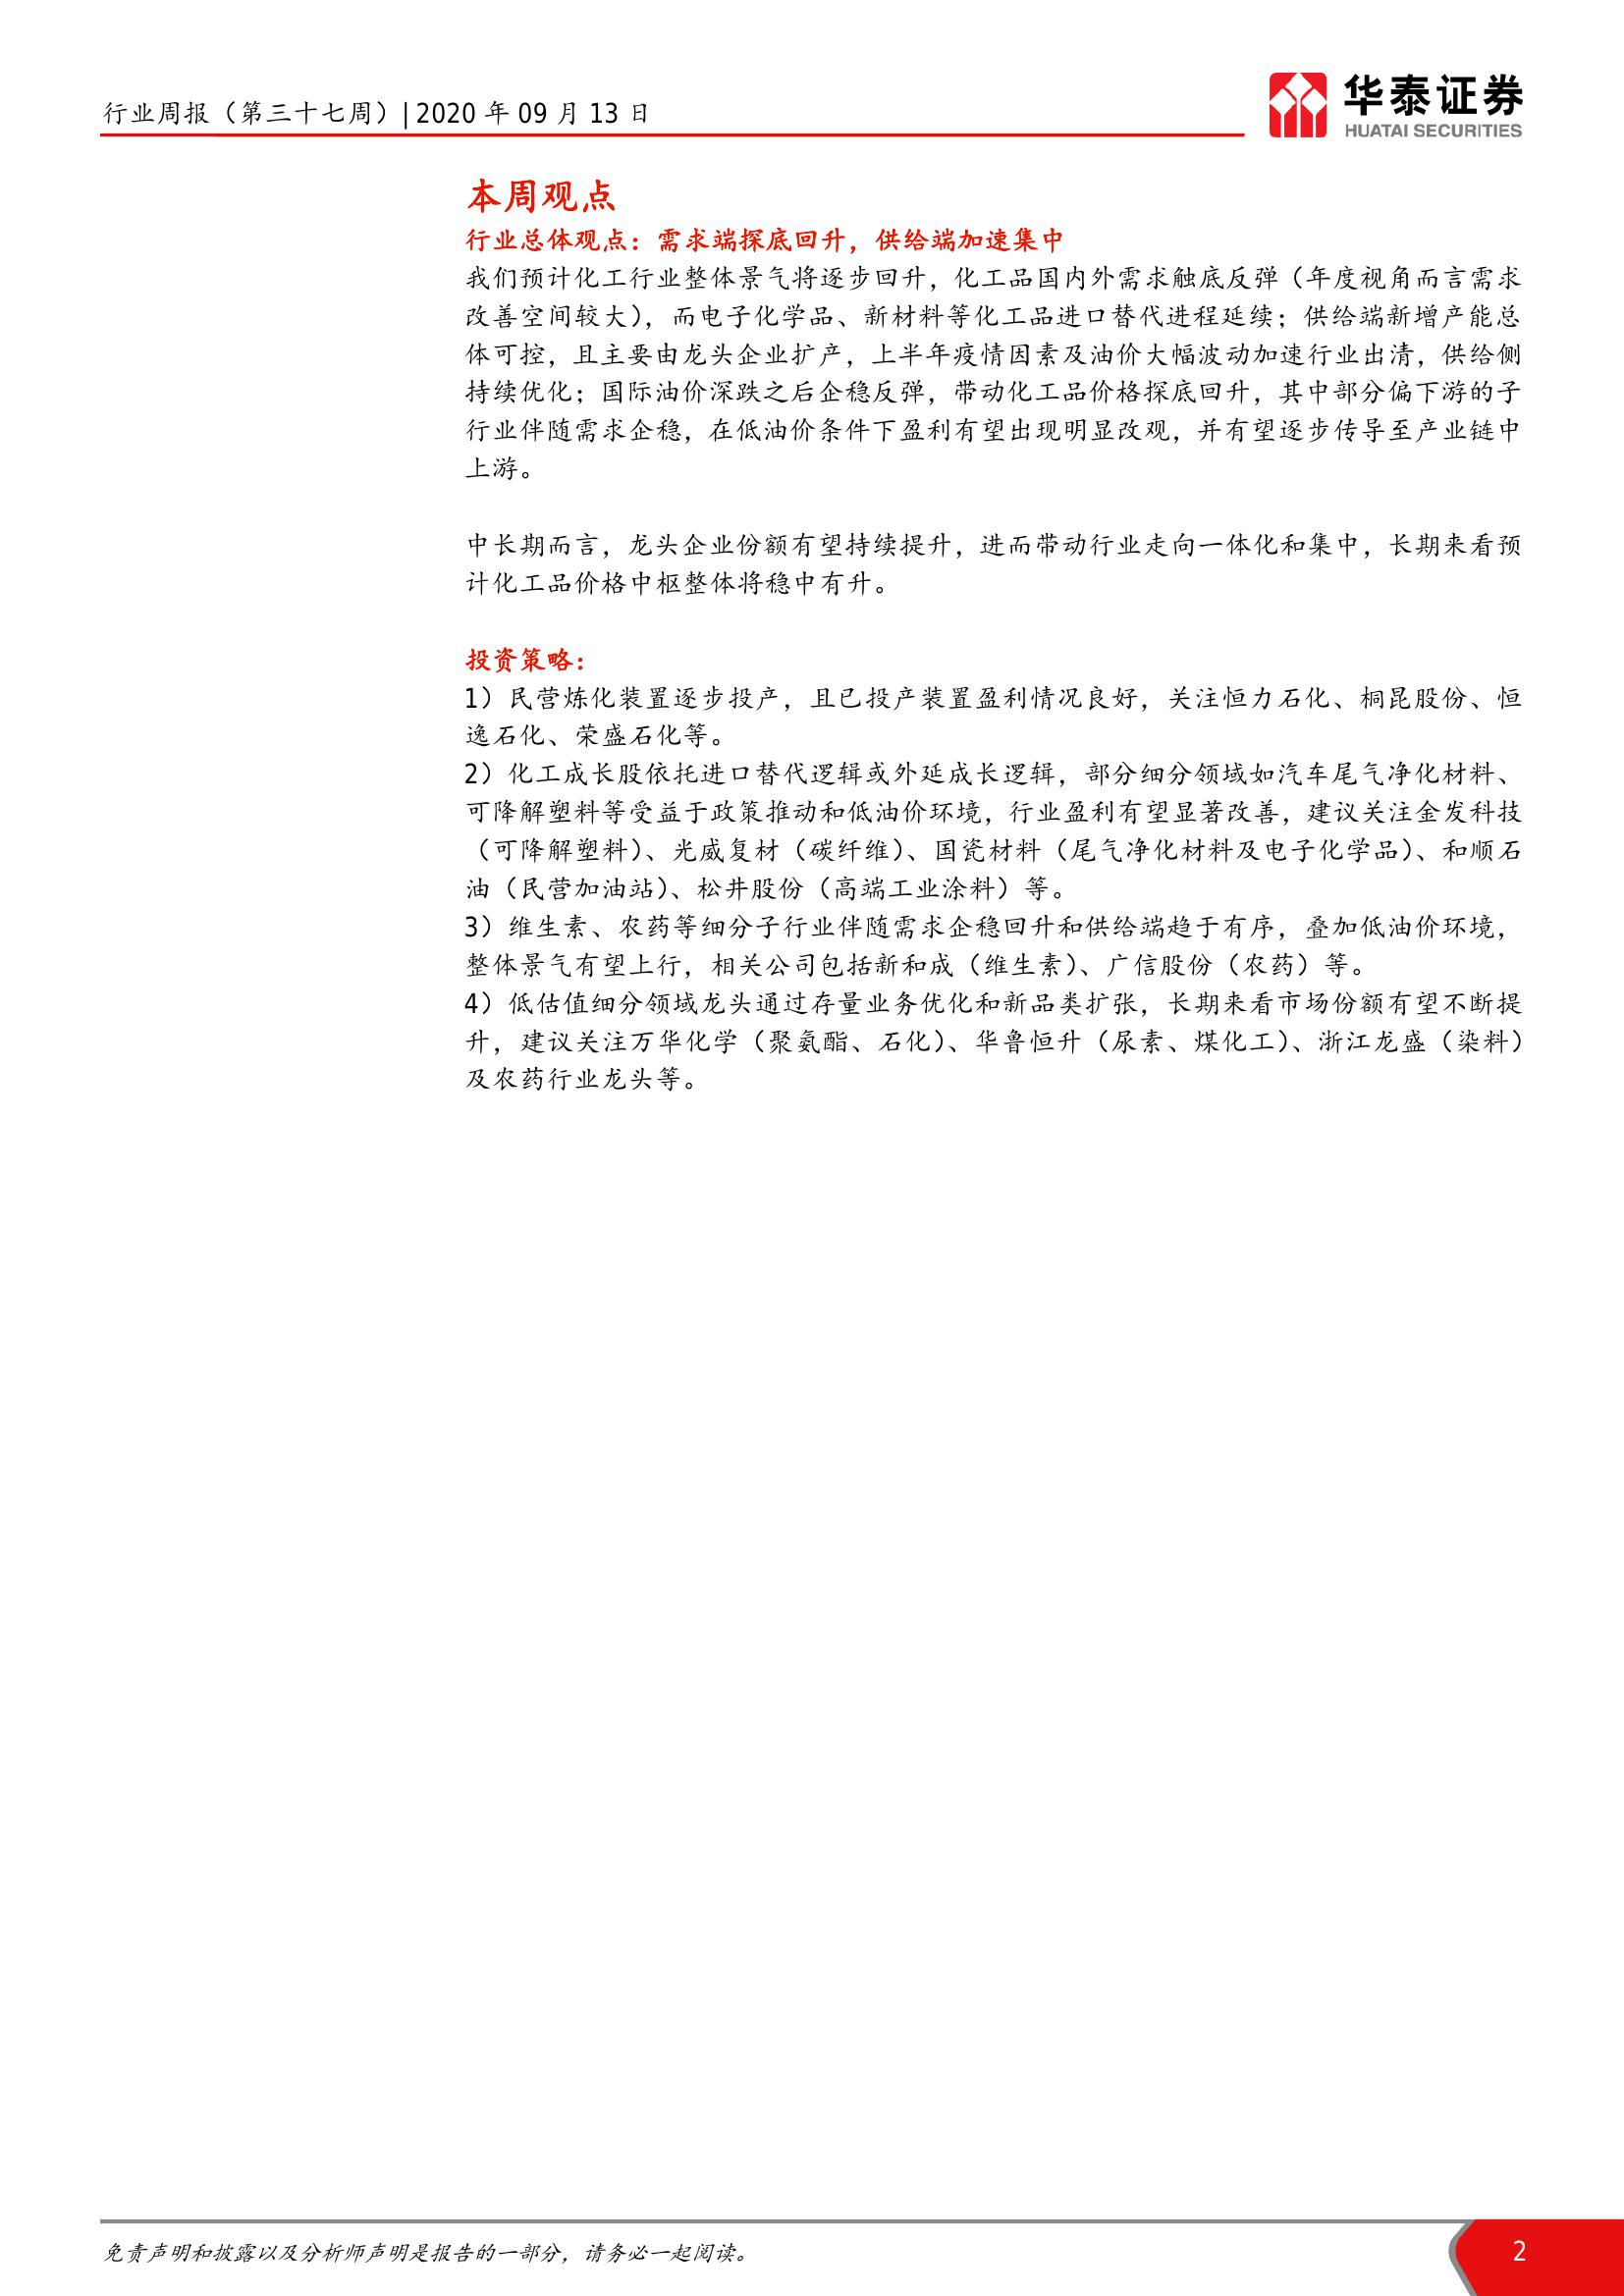 行业周报（第三十七周）| 2020 年 09 月 13 日
华泰证券
HUATAI SECURITIES
本周观点
行业总体观点：需求端探底回升，供给端加速集中
我们预计化工行业整体景气将逐步回升，化工品国内外需求触底反弹（年度视角而言需求
改善空间较大），而电子化学品、新材料等化工品进口替代进程延续；供给端新增产能总
体可控，且主要由龙头企业扩产，上半年疫情因素及油价大幅波动加速行业出清，供给侧
持续优化；国际油价深跌之后企稳反弹，带动化工品价格探底回升，其中部分偏下游的子
行业伴随需求企稳，在低油价条件下盈利有望出现明显改观，并有望逐步传导至产业链中
上游。
中长期而言，龙头企业份额有望持续提升，进而带动行业走向一体化和集中，长期来看预
计化工品价格中枢整体将稳中有升。
投资策略：
1）民营炼化装置逐步投产，且已投产装置盈利情况良好，关注恒力石化、桐昆股份、恒
逸石化、荣盛石化等。
2）化工成长股依托进口替代逻辑或外延成长逻辑，部分细分领域如汽车尾气净化材料、
可降解塑料等受益于政策推动和低油价环境，行业盈利有望显著改善，建议关注金发科技
（可降解塑料）、光威复材（碳纤维）、国瓷材料（尾气净化材料及电子化学品）、和顺石
油（民营加油站）、松井股份（高端工业涂料）等。
3）维生素、农药等细分子行业伴随需求企稳回升和供给端趋于有序，叠加低油价环境，
整体景气有望上行，相关公司包括新和成（维生素）、广信股份（农药）等。
4）低估值细分领域龙头通过存量业务优化和新品类扩张，长期来看市场份额有望不断提
升，建议关注万华化学（聚氨酯、石化）、华鲁恒升（尿素、煤化工）、浙江龙盛（染料）
及农药行业龙头等。
免责声明和披露以及分析师声明是报告的一部分，请务必一起阅读。
2